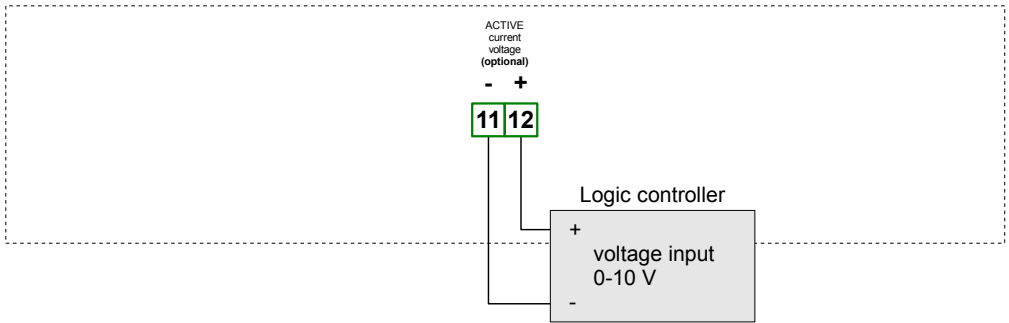 ACTIVE
current
voltage
(optional)
- +
11 12
Logic controller
+
voltage input
0-10 V
-